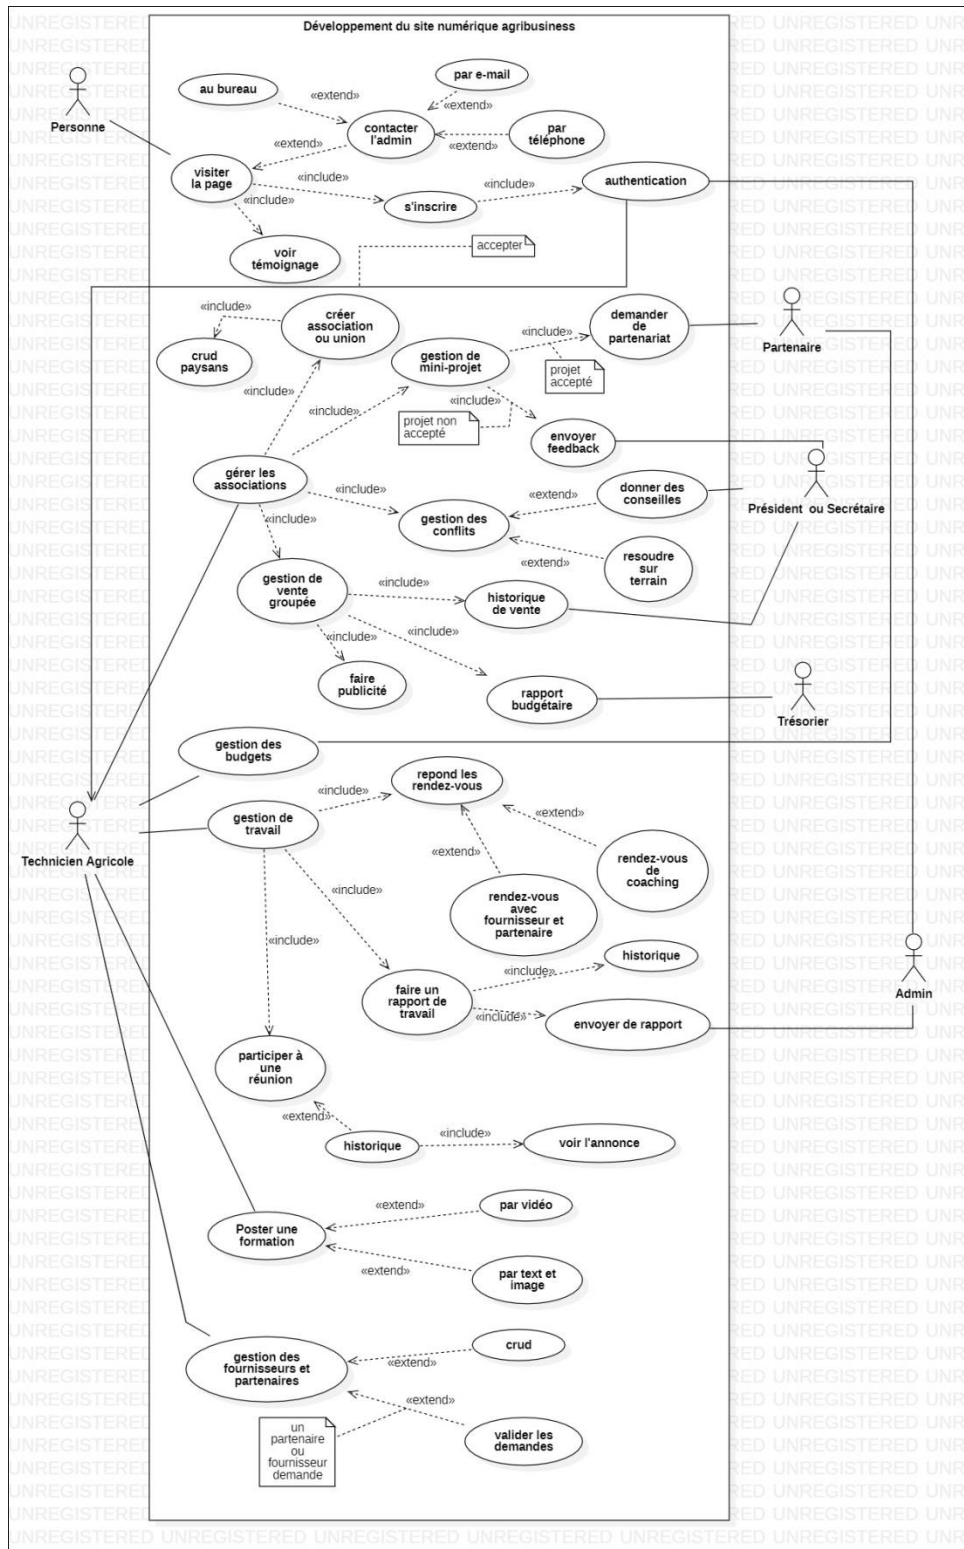 Développement du site numérique agribusiness
par e-mail
au bureau
«extend»
«extend»
Personne
contacter
l'admin
par
téléphone
«extend»
«extend»
visiter
la page
«include»
«include»
authentication
«include»
s'inscrire
voir
témoignage
accepter
«include»
créer
association
ou union
demander
de
partenariat
«include»
Partenaire
crud
paysans
gestion de
mini-projet
projet
accepté
«include»
«include»
«include»
projet non
accepté
envoyer
feedback
gérer les
associations
«include»
«extend»
donner des
conseilles
Président ou Secrétaire
«include»
gestion des
conflits
«extend»
resoudre
sur
terrain
gestion de
vente
groupée
«include»
historique
de vente
«include»
«include»
faire
publicité
rapport
budgétaire
Trésorier
gestion des
budgets
repond les
rendez-vous
«include»
«extend»
gestion de
travail
Technicien Agricole
«extend»
rendez-vous
de
coaching
«include»
rendez-vous
avec
fournisseur et
partenaire
«include»
historique
«include»
Admin
faire un
rapport de
travail
«include»
envoyer de rapport
participer à
une
réunion
«extend»
historique
«include»
voir l'annonce
«extend»
par vidéo
Poster une
formation
«extend»
par text et
image
gestion des
fournisseurs et
partenaires
crud
«extend»
«extend»
un
partenaire
ou
fournisseur
demande
valider les
demandes
UNREGISTERED UNREGISTERED UNREGISTERED UNREGISTERED UNREGISTERED UNREGISTERED UNR